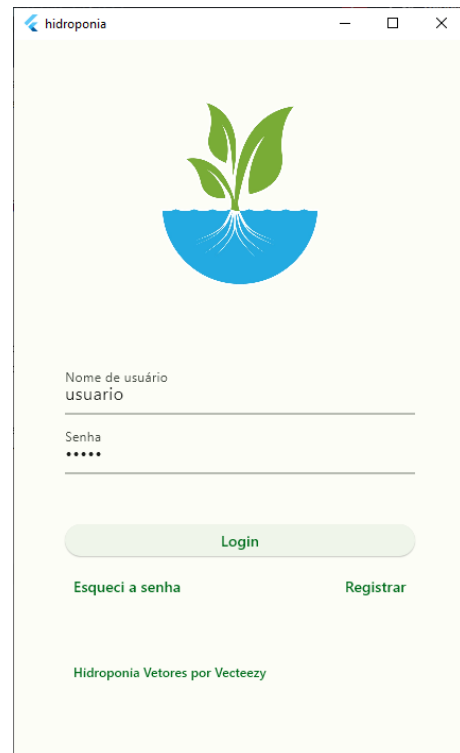 hidroponia
Nome de usuário
usuario
Senha
•••••
Login
Esqueci a senha Registrar
Hidroponia Vetores por Vecteezy